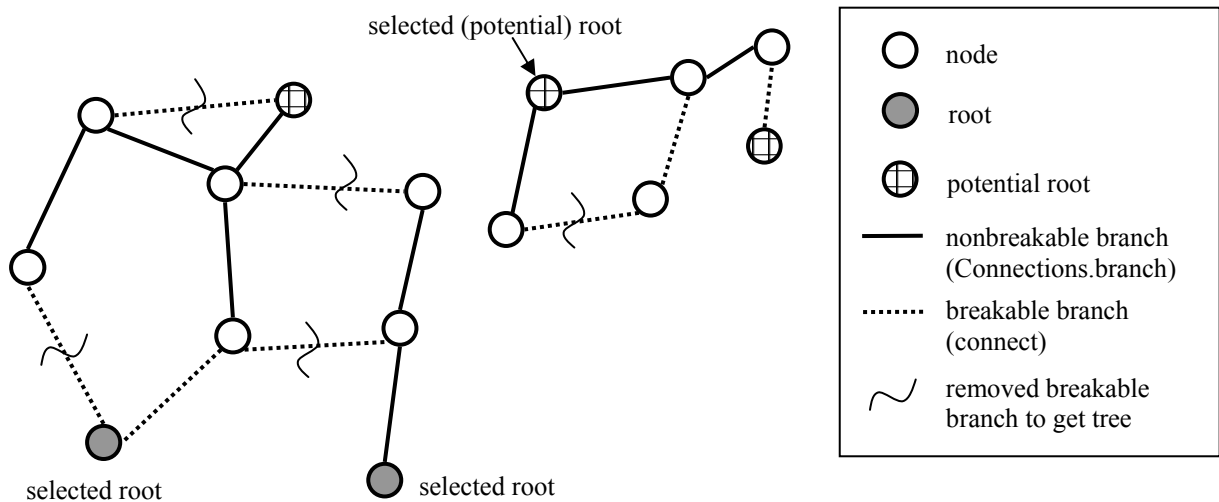 selected (potential) root
selected root
selected root
node
root
potential root
nonbreakable branch
(Connections.branch)
breakable branch
(connect)
removed breakable
branch to get tree